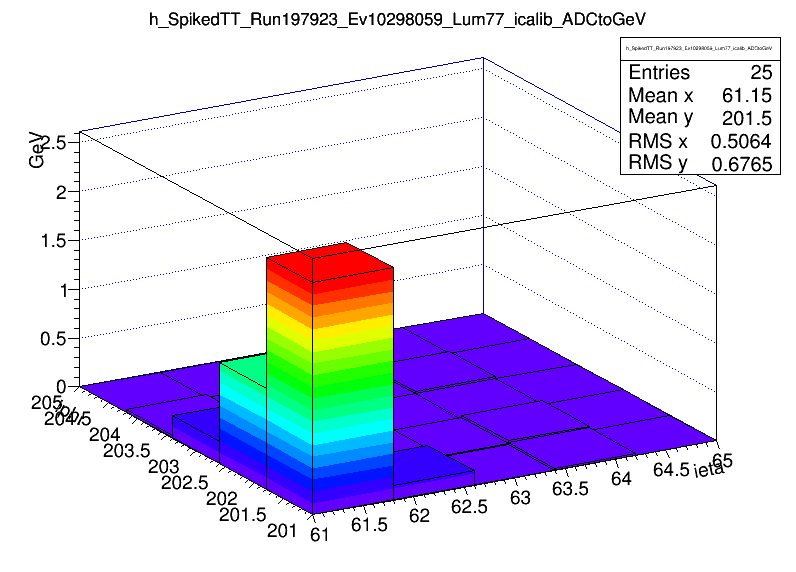 h_SpikedTT_Run197923_Ev10298059_Lum77_icalib_ADCtoGeV
h_SpikedTT_Run197923_Ev10298059_Lum77_icalib_ADCtoGeV
Entries 25
Mean x 61.15
Mean y 201.5
RMS x 0.5064
RMS y 0.6765
GeV
2.5
2
1.5
1
0.5
0
205
204.5
204
203.5
203
202.5
202
201.5
201
61
61.5
62
62.5
63
63.5
64
64.5
65
ieta